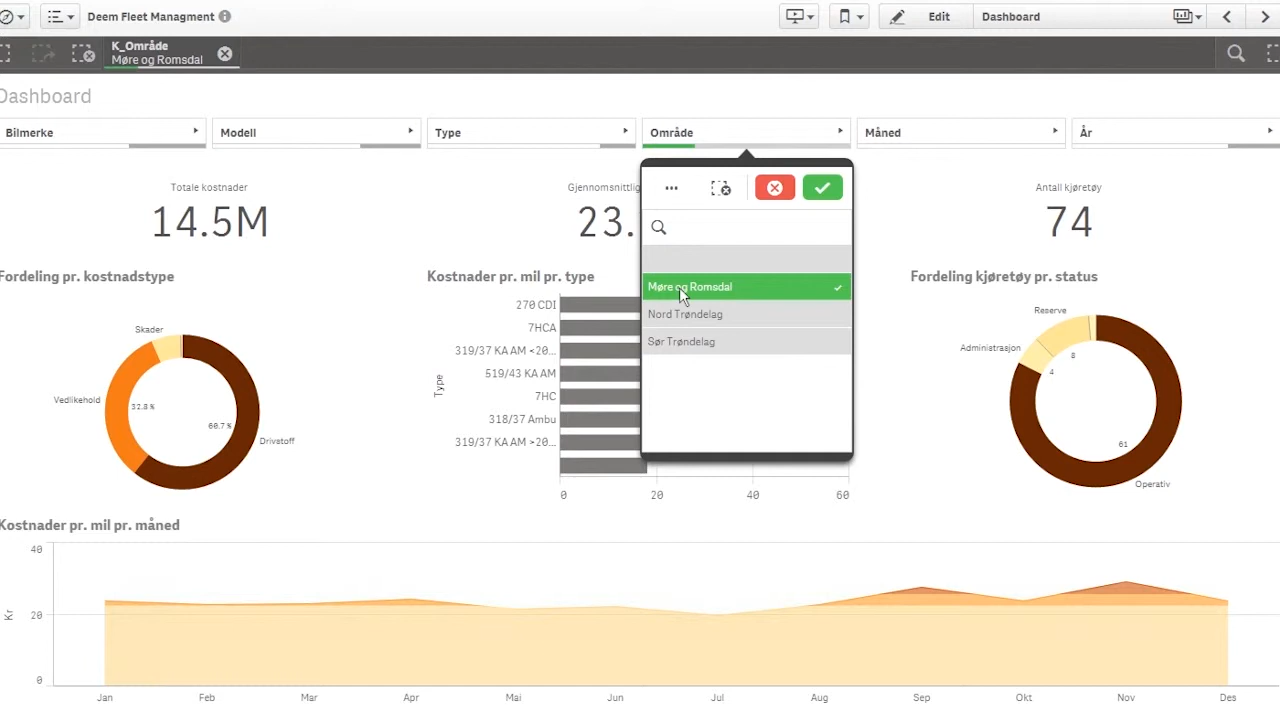 Deem Fleet Managment
Edit
Dashboard
K_Område
Møre og Romsdal
Dashboard
Bilmerke
Modell
Type
Område
Måned
År
Totale kostnader
14.5M
Gjennomsnittlig
23.
Antall kjøretøy
74
Møre og Romsdal
Nord Trøndelag
Sør Trøndelag
Fordeling pr. kostnadstype
Skader
Vedlikehold
32.8 %
60.7 %
Drivstoff
Kostnader pr. mil pr. type
Type
270 CDI
7HCA
319/37 KA AM <20...
519/43 KA AM
7HC
318/37 Ambu
319/37 KA AM >20...
0
20
40
60
Fordeling kjøretøy pr. status
Reserve
Administrasjon
8
4
61
Operativ
Kostnader pr. mil pr. måned
Kr
40
20
0
Jan
Feb
Mar
Apr
Mai
Jun
Jul
Aug
Sep
Okt
Nov
Des